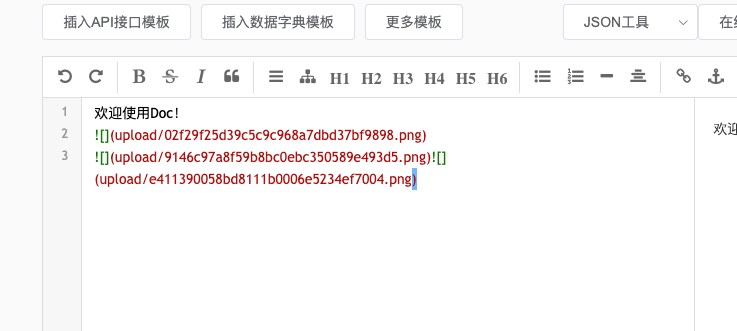 插入API接口模板 插入数据字典模板 更多模板 JSON工具
B S I H1 H2 H3 H4 H5 H6
1 欢迎使用Doc!
2 ![](upload/02f29f25d39c5c9c968a7dbd37bf9898.png)
3 ![](upload/9146c97a8f59b8bc0ebc350589e493d5.png)![]
(upload/e411390058bd8111b0006e5234ef7004.png)
欢迎